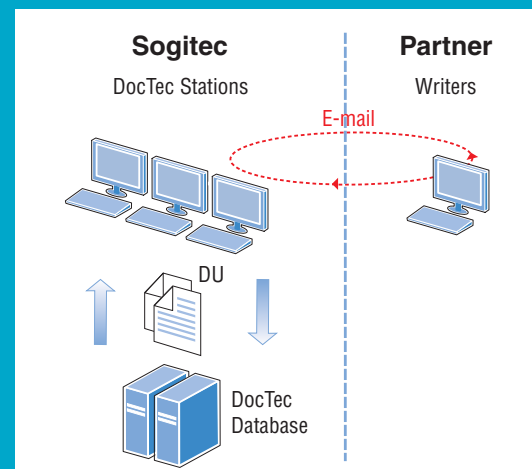 Sogitec
Partner
DocTec Stations
Writers
E-mail
DU
DocTec
Database